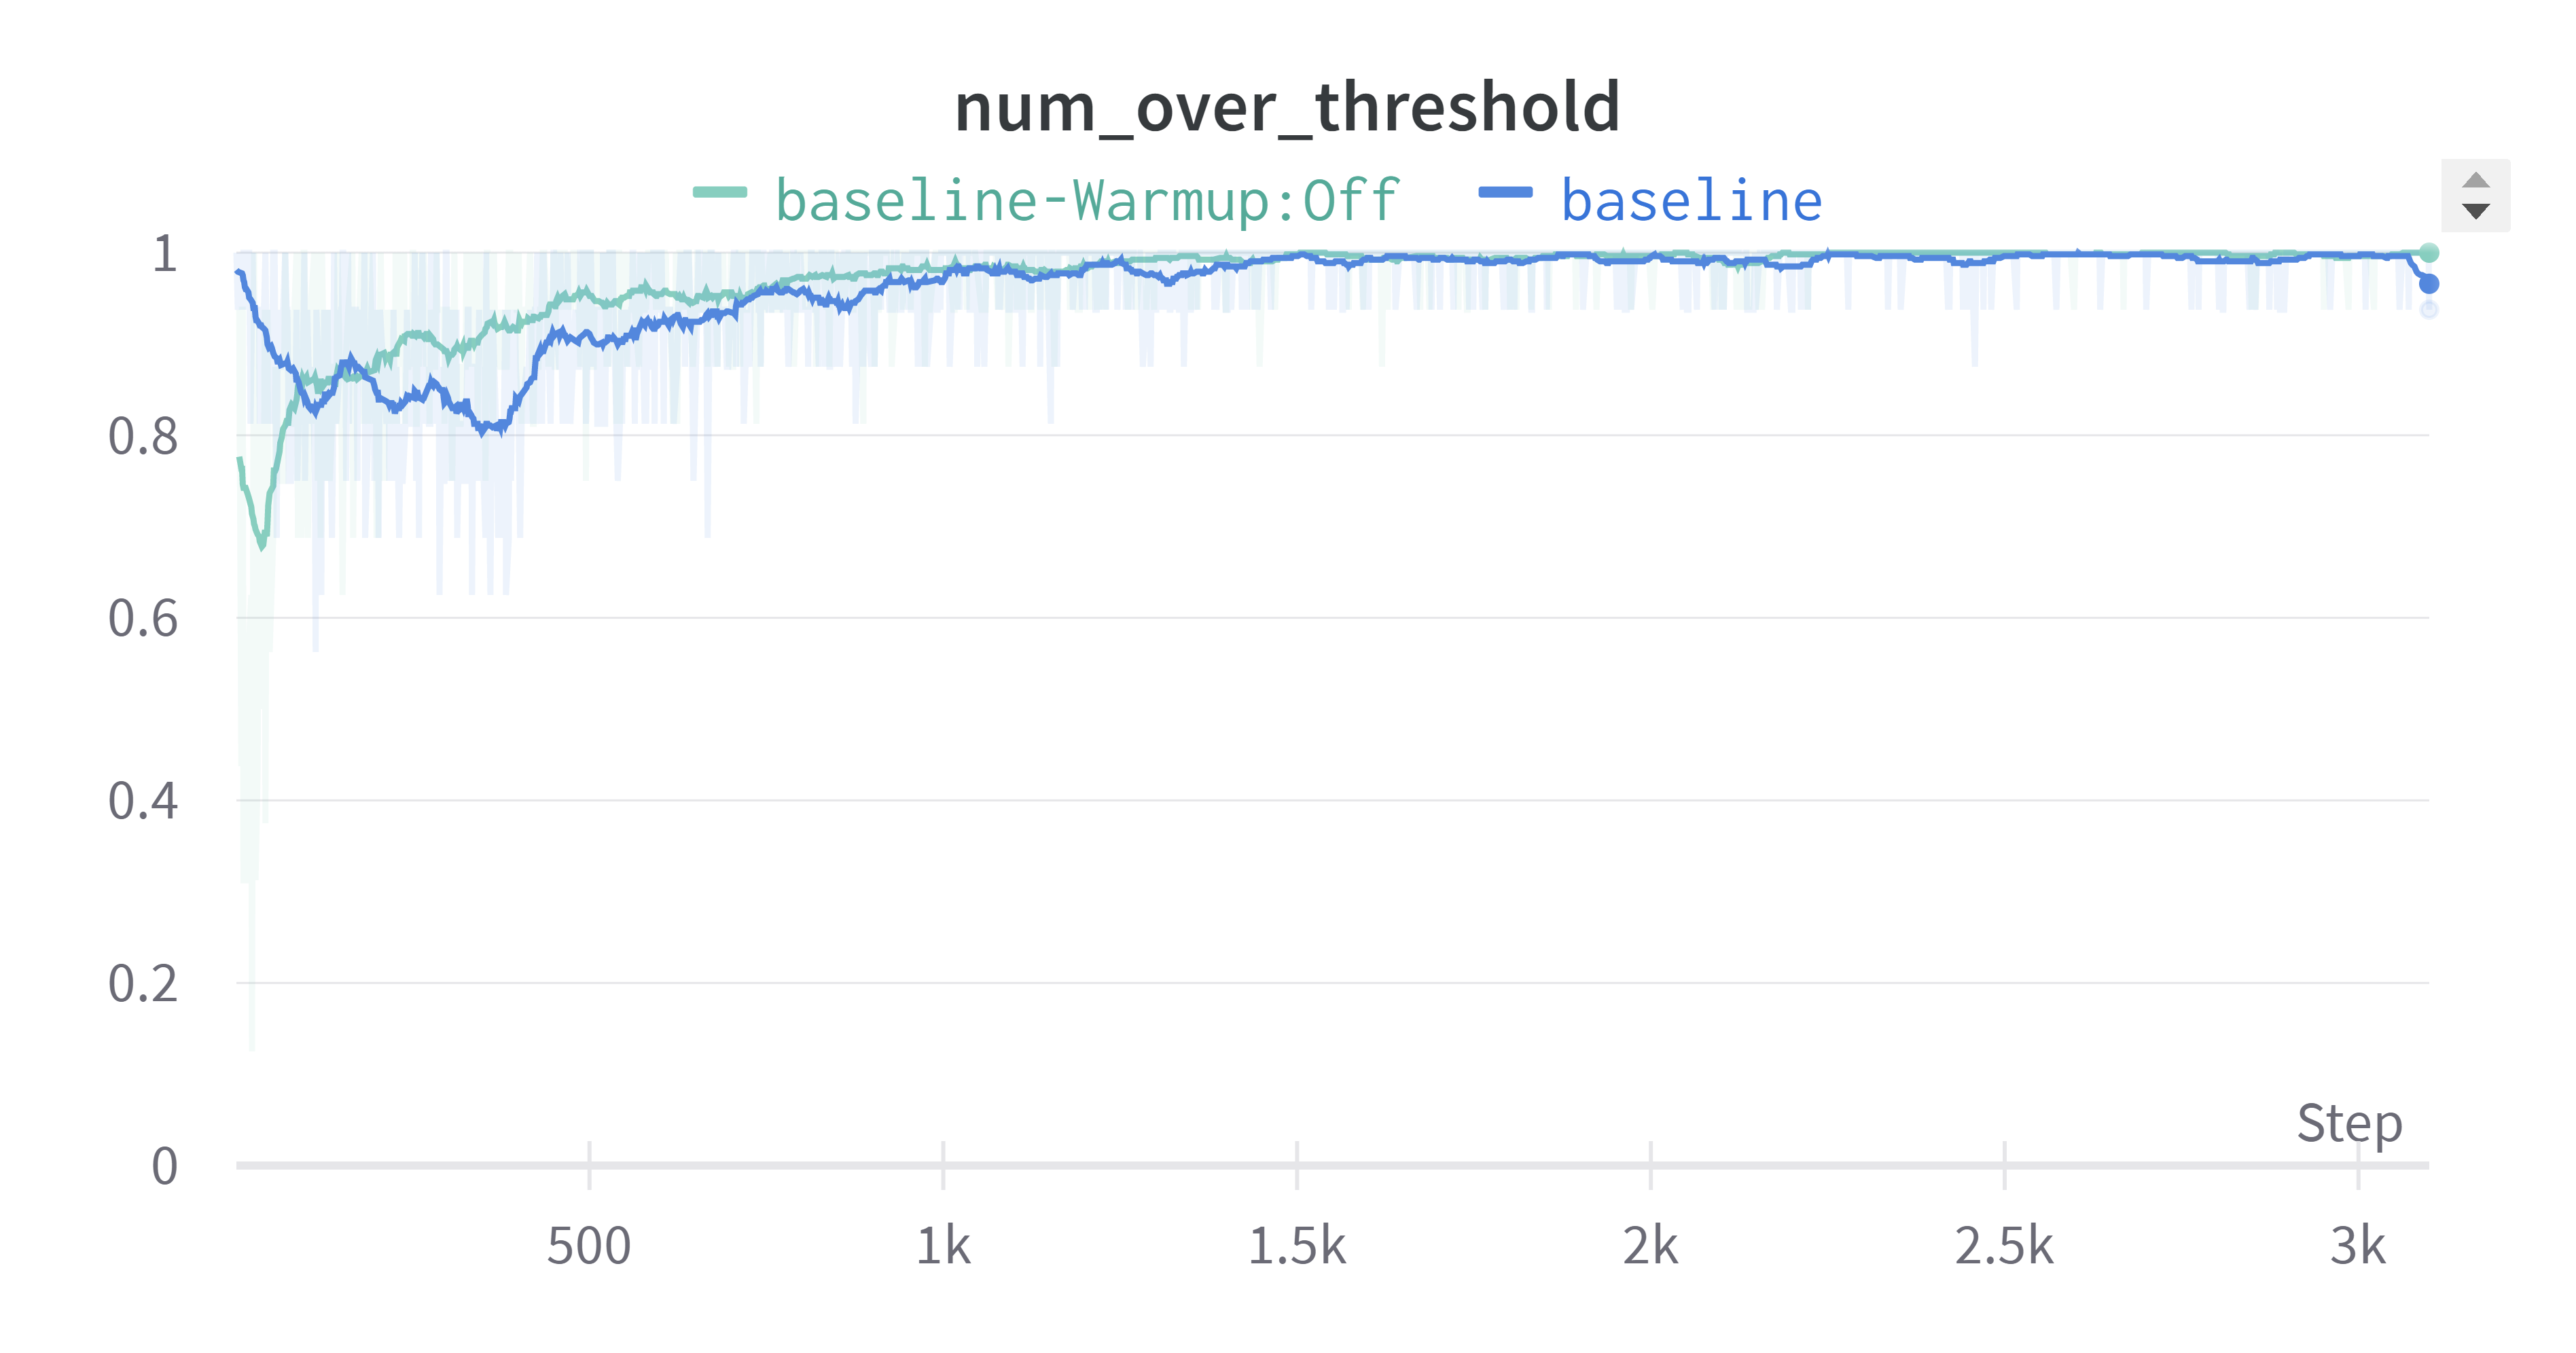 num_over_threshold
baseline-Warmup:Off baseline
1
0.8
0.6
0.4
0.2
0
Step
500 1k 1.5k 2k 2.5k 3k